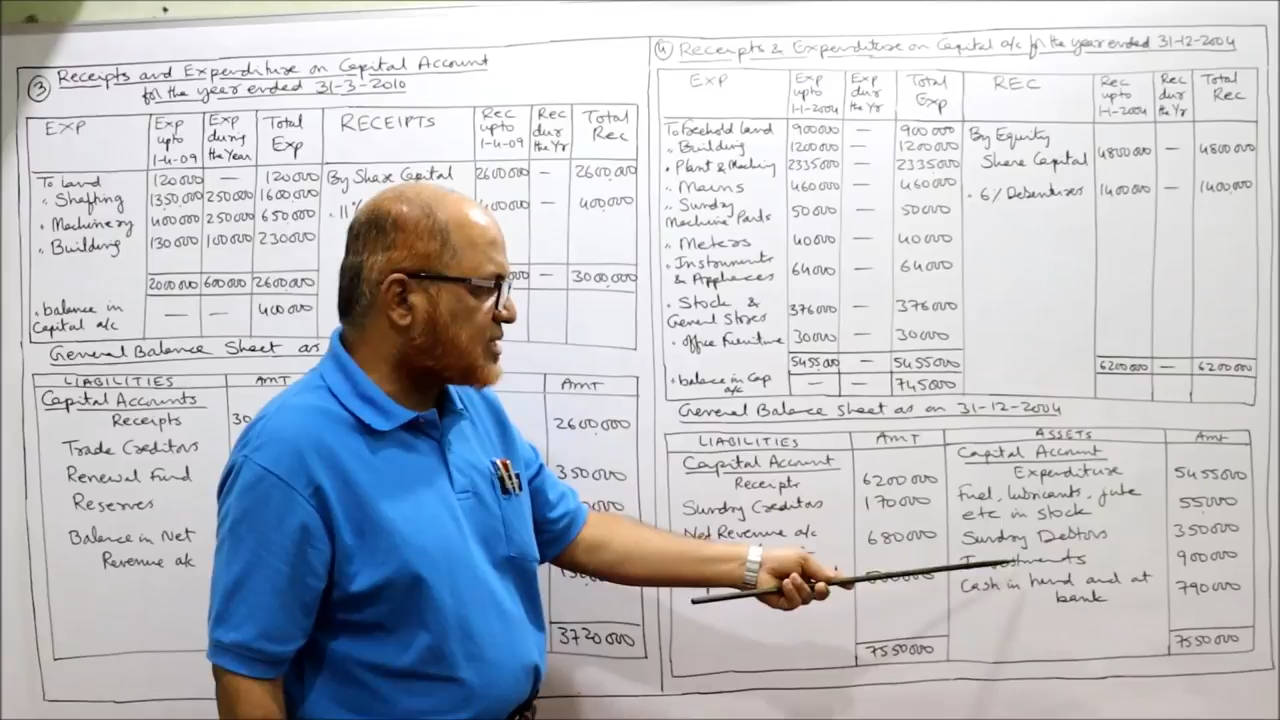 ③ Receipts and Expenditure on Capital Account
for the year ended 31-3-2010
EXP
Exp upto 1-4-09
Exp during the Year
Total Exp
RECEIPTS
Rec upto 1-4-09
Rec dur the Yr
Total Rec
To Land 120000 — 120000 By Share Capital 2600000 — 2600000
" Shafting 1350000 250000 1600000
" Machinery 400000 250000 650000 " 11% 400000 — 400000
" Building 130000 100000 230000
2000000 600000 2600000 — 3000000
" balance in Capital a/c — — 400000
General Balance Sheet as
LIABILITIES AMT AMT
Capital Accounts
Receipts 30 2600000
Trade Creditors
Renewal Fund 350000
Reserves
Balance in Net
Revenue a/c
3720000
④ Receipts & Expenditure on Capital a/c for the year ended 31-12-2004
EXP
Exp upto 1-1-2004
Exp dur the Yr
Total Exp
REC
Rec upto 1-1-2004
Rec dur the Yr
Total Rec
To Feehold land 900000 — 900000 By Equity
" Building 1200000 — 1200000 Share Capital 4800000 — 4800000
" Plant & Maching 2335000 — 2335000
" Mains 460000 — 460000 " 6% Debentures 1400000 — 1400000
" Sundry Machine Parts 50000 — 50000
" Meters 40000 — 40000
" Instruments & Appliances 64000 — 64000
" Stock & General Stores 376000 — 376000
" office Furniture 30000 — 30000
5455000 — 5455000 6200000 — 6200000
" balance in Cap a/c — — 745000
General Balance Sheet as on 31-12-2004
LIABILITIES AMT ASSETS Amt
Capital Account Capital Account
Receipts 6200000 Expenditure 5455000
Sundry Creditors 170000 Fuel, lubricants, jute
etc in stock 55000
Net Revenue a/c 680000 Sundry Debtors 350000
Investments 900000
Cash in hand and at
bank 790000
7550000 7550000